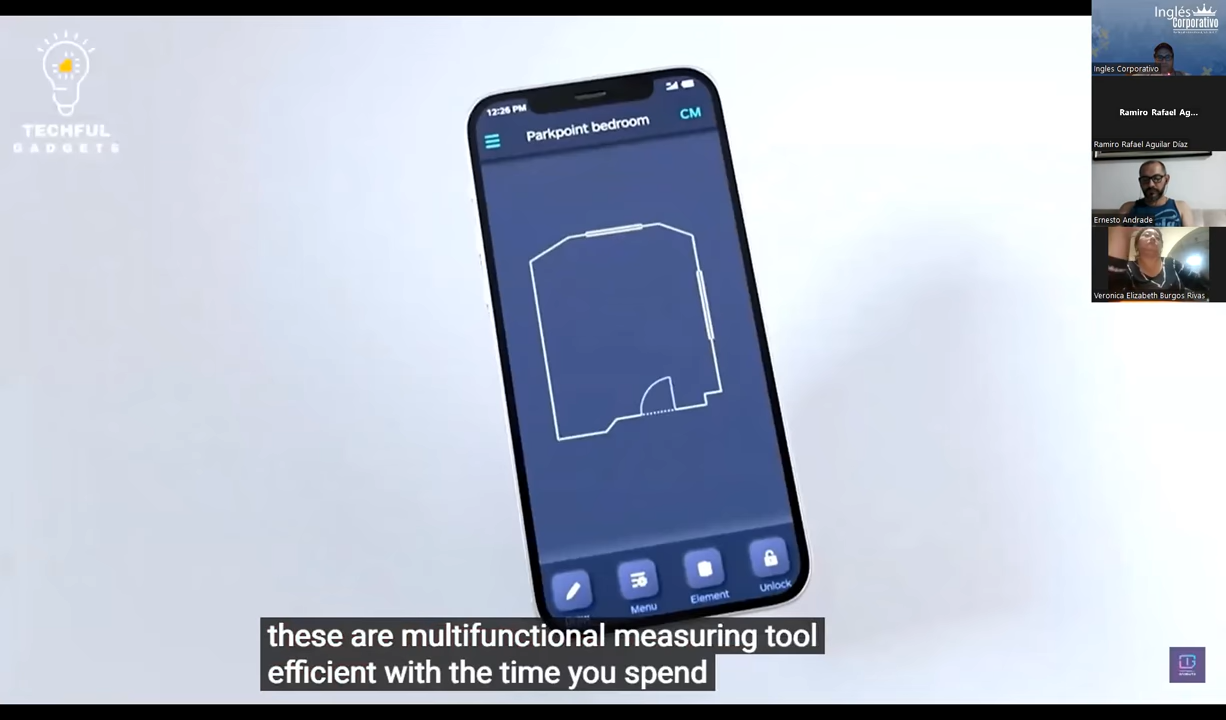 TECHFUL
GADGETS
12:26 PM
Parkpoint bedroom
CM
Menu
Element
Unlock
these are multifunctional measuring tool
efficient with the time you spend
Inglés
Corporativo
Ingles Corporativo
Ramiro Rafael Ag...
Ramiro Rafael Aguilar Díaz
Ernesto Andrade
Veronica Elizabeth Burgos Rivas